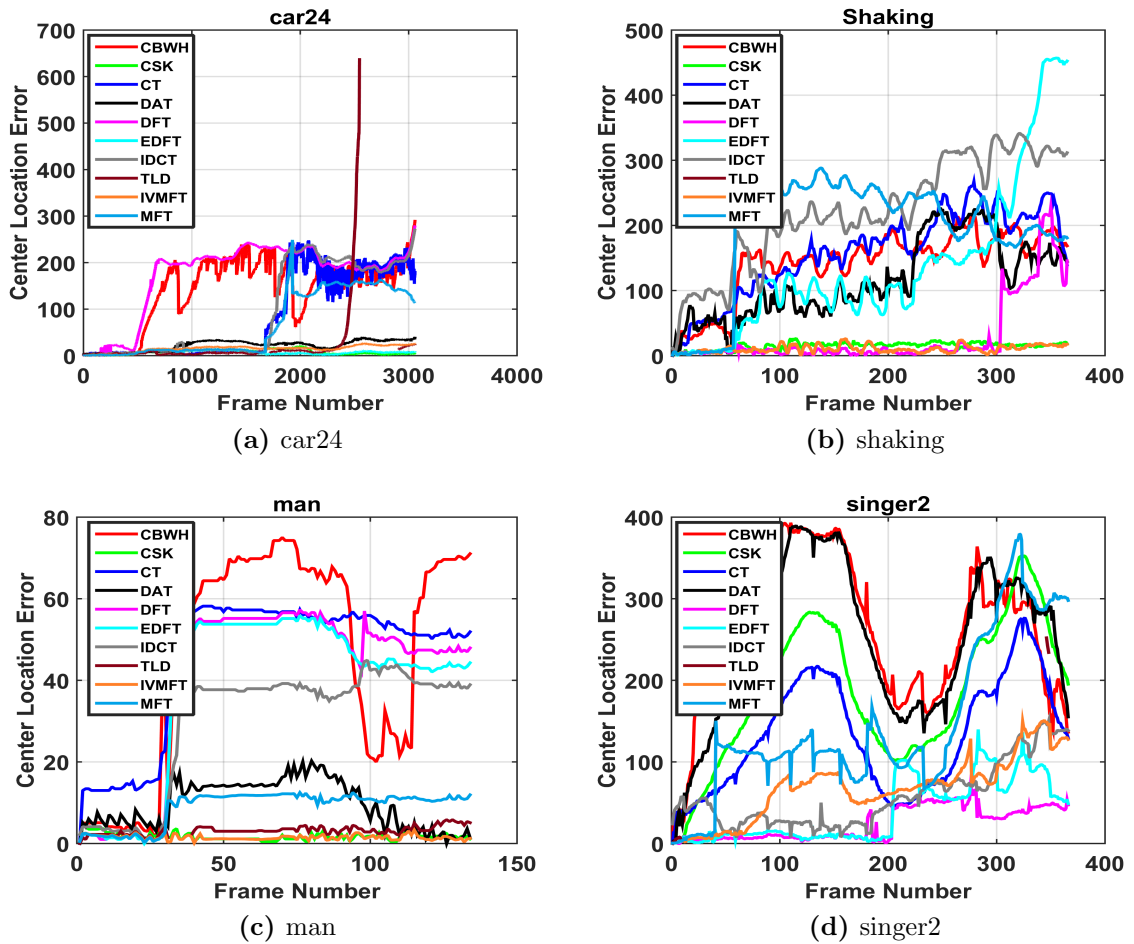 car24
700
600
500
400
300
200
100
0
Center Location Error
CBWH
CSK
CT
DAT
DFT
EDFT
IDCT
TLD
IVMFT
MFT
0 1000 2000 3000 4000
Frame Number
(a) car24
Shaking
500
400
300
200
100
0
Center Location Error
CBWH
CSK
CT
DAT
DFT
EDFT
IDCT
TLD
IVMFT
MFT
0 100 200 300 400
Frame Number
(b) shaking
man
80
60
40
20
0
Center Location Error
CBWH
CSK
CT
DAT
DFT
EDFT
IDCT
TLD
IVMFT
MFT
0 50 100 150
Frame Number
(c) man
singer2
400
300
200
100
0
Center Location Error
CBWH
CSK
CT
DAT
DFT
EDFT
IDCT
TLD
IVMFT
MFT
0 100 200 300 400
Frame Number
(d) singer2